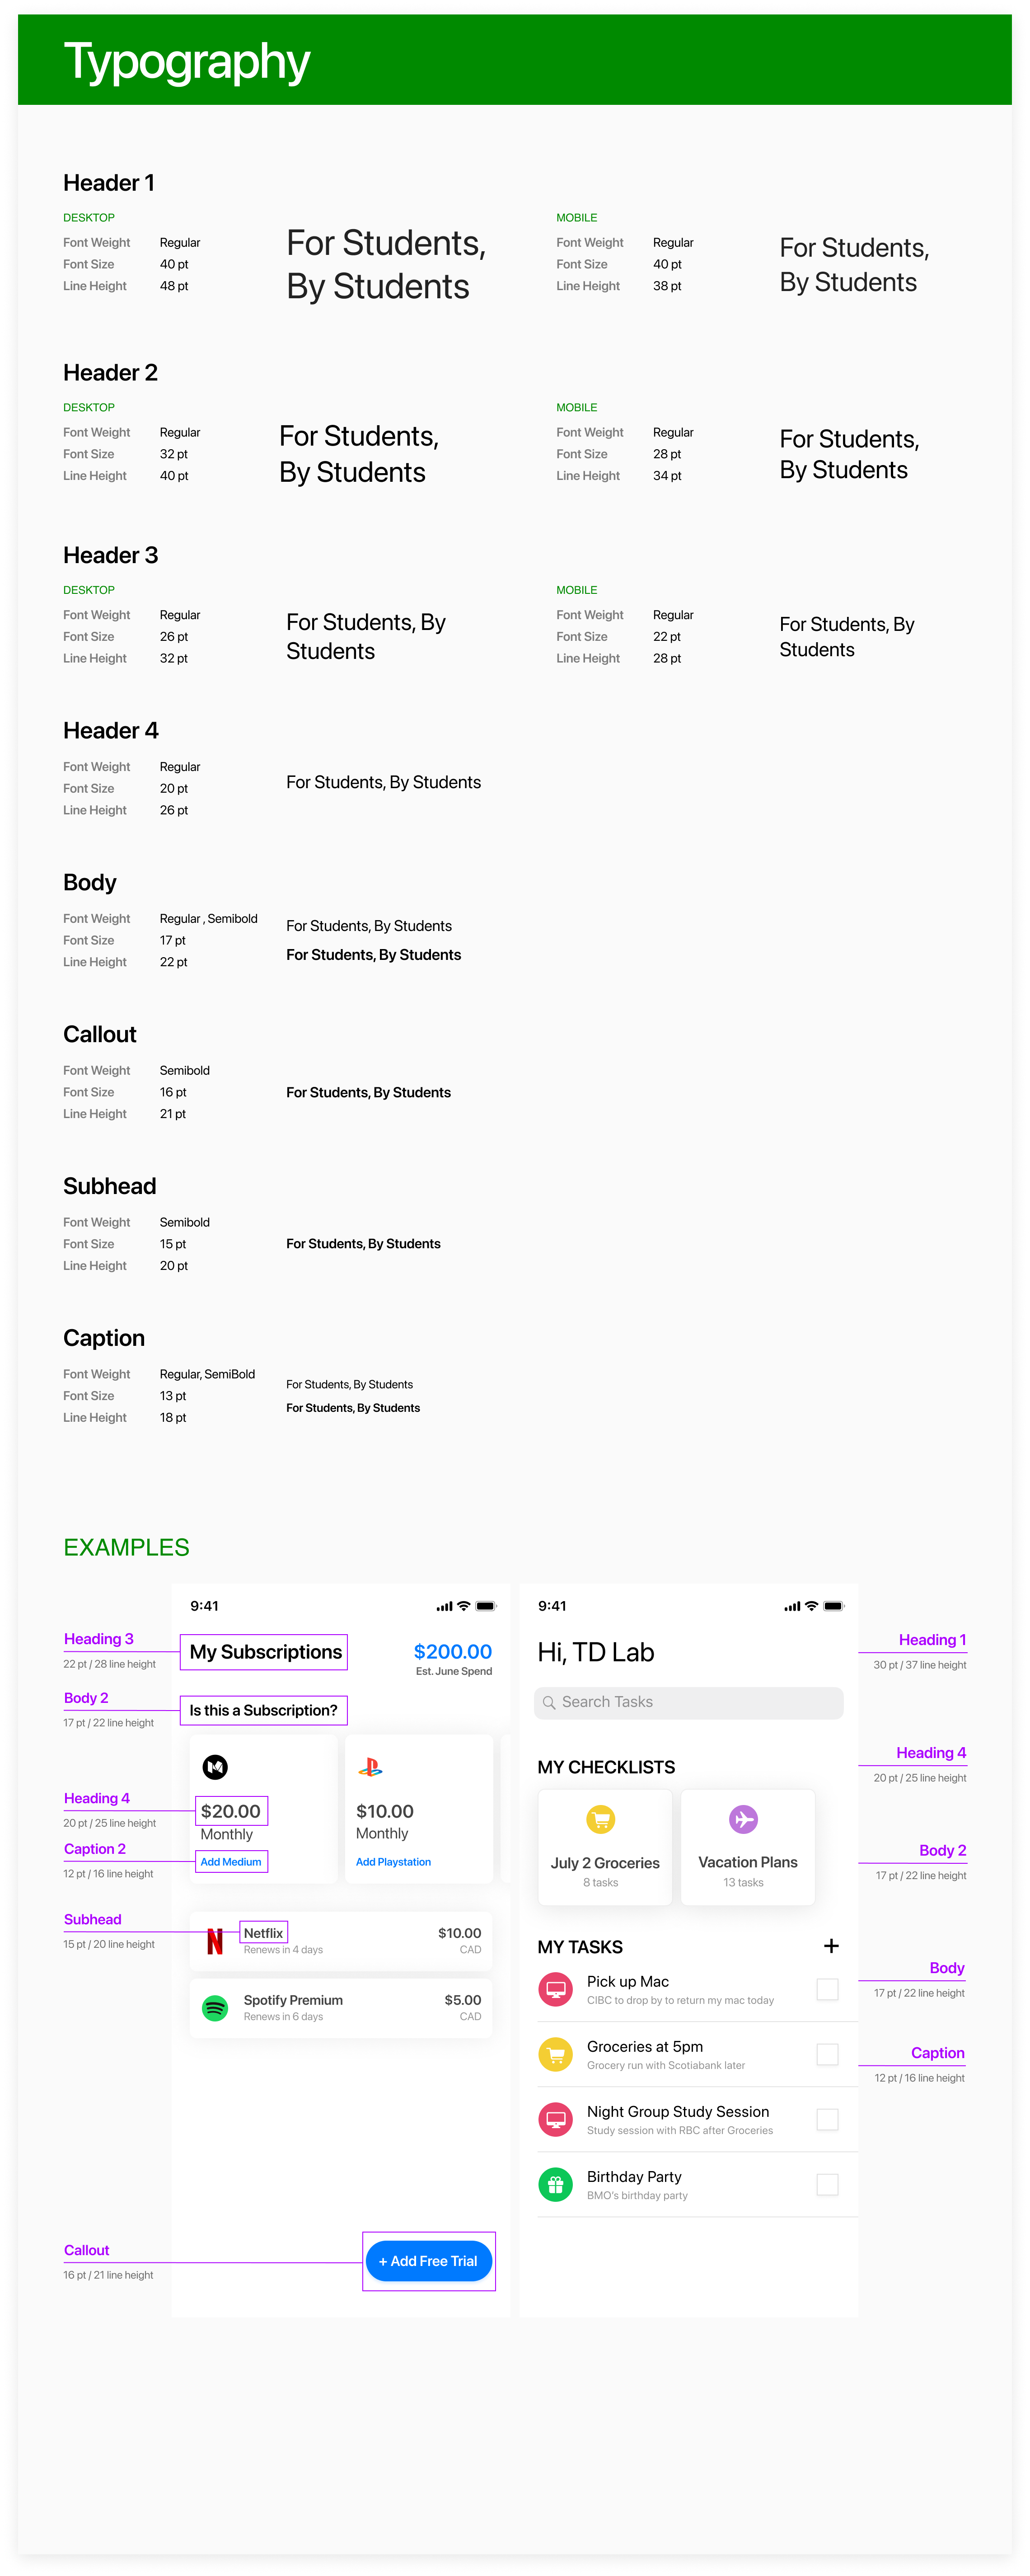 Typography
Header 1
DESKTOP
Font Weight Regular
Font Size 40 pt
Line Height 48 pt
For Students,
By Students
MOBILE
Font Weight Regular
Font Size 40 pt
Line Height 38 pt
For Students,
By Students
Header 2
DESKTOP
Font Weight Regular
Font Size 32 pt
Line Height 40 pt
For Students,
By Students
MOBILE
Font Weight Regular
Font Size 28 pt
Line Height 34 pt
For Students,
By Students
Header 3
DESKTOP
Font Weight Regular
Font Size 26 pt
Line Height 32 pt
For Students, By
Students
MOBILE
Font Weight Regular
Font Size 22 pt
Line Height 28 pt
For Students, By
Students
Header 4
Font Weight Regular
Font Size 20 pt
Line Height 26 pt
For Students, By Students
Body
Font Weight Regular , Semibold
Font Size 17 pt
Line Height 22 pt
For Students, By Students
For Students, By Students
Callout
Font Weight Semibold
Font Size 16 pt
Line Height 21 pt
For Students, By Students
Subhead
Font Weight Semibold
Font Size 15 pt
Line Height 20 pt
For Students, By Students
Caption
Font Weight Regular, SemiBold
Font Size 13 pt
Line Height 18 pt
For Students, By Students
For Students, By Students
EXAMPLES
Heading 3
22 pt / 28 line height
Body 2
17 pt / 22 line height
Heading 4
20 pt / 25 line height
Caption 2
12 pt / 16 line height
Subhead
15 pt / 20 line height
Callout
16 pt / 21 line height
9:41
My Subscriptions
$200.00
Est. June Spend
Is this a Subscription?
$20.00
Monthly
Add Medium
$10.00
Monthly
Add Playstation
Netflix
Renews in 4 days
$10.00
CAD
Spotify Premium
Renews in 6 days
$5.00
CAD
+ Add Free Trial
9:41
Hi, TD Lab
Search Tasks
MY CHECKLISTS
July 2 Groceries
8 tasks
Vacation Plans
13 tasks
MY TASKS +
Pick up Mac
CIBC to drop by to return my mac today
Groceries at 5pm
Grocery run with Scotiabank later
Night Group Study Session
Study session with RBC after Groceries
Birthday Party
BMO's birthday party
Heading 1
30 pt / 37 line height
Heading 4
20 pt / 25 line height
Body 2
17 pt / 22 line height
Body
17 pt / 22 line height
Caption
12 pt / 16 line height